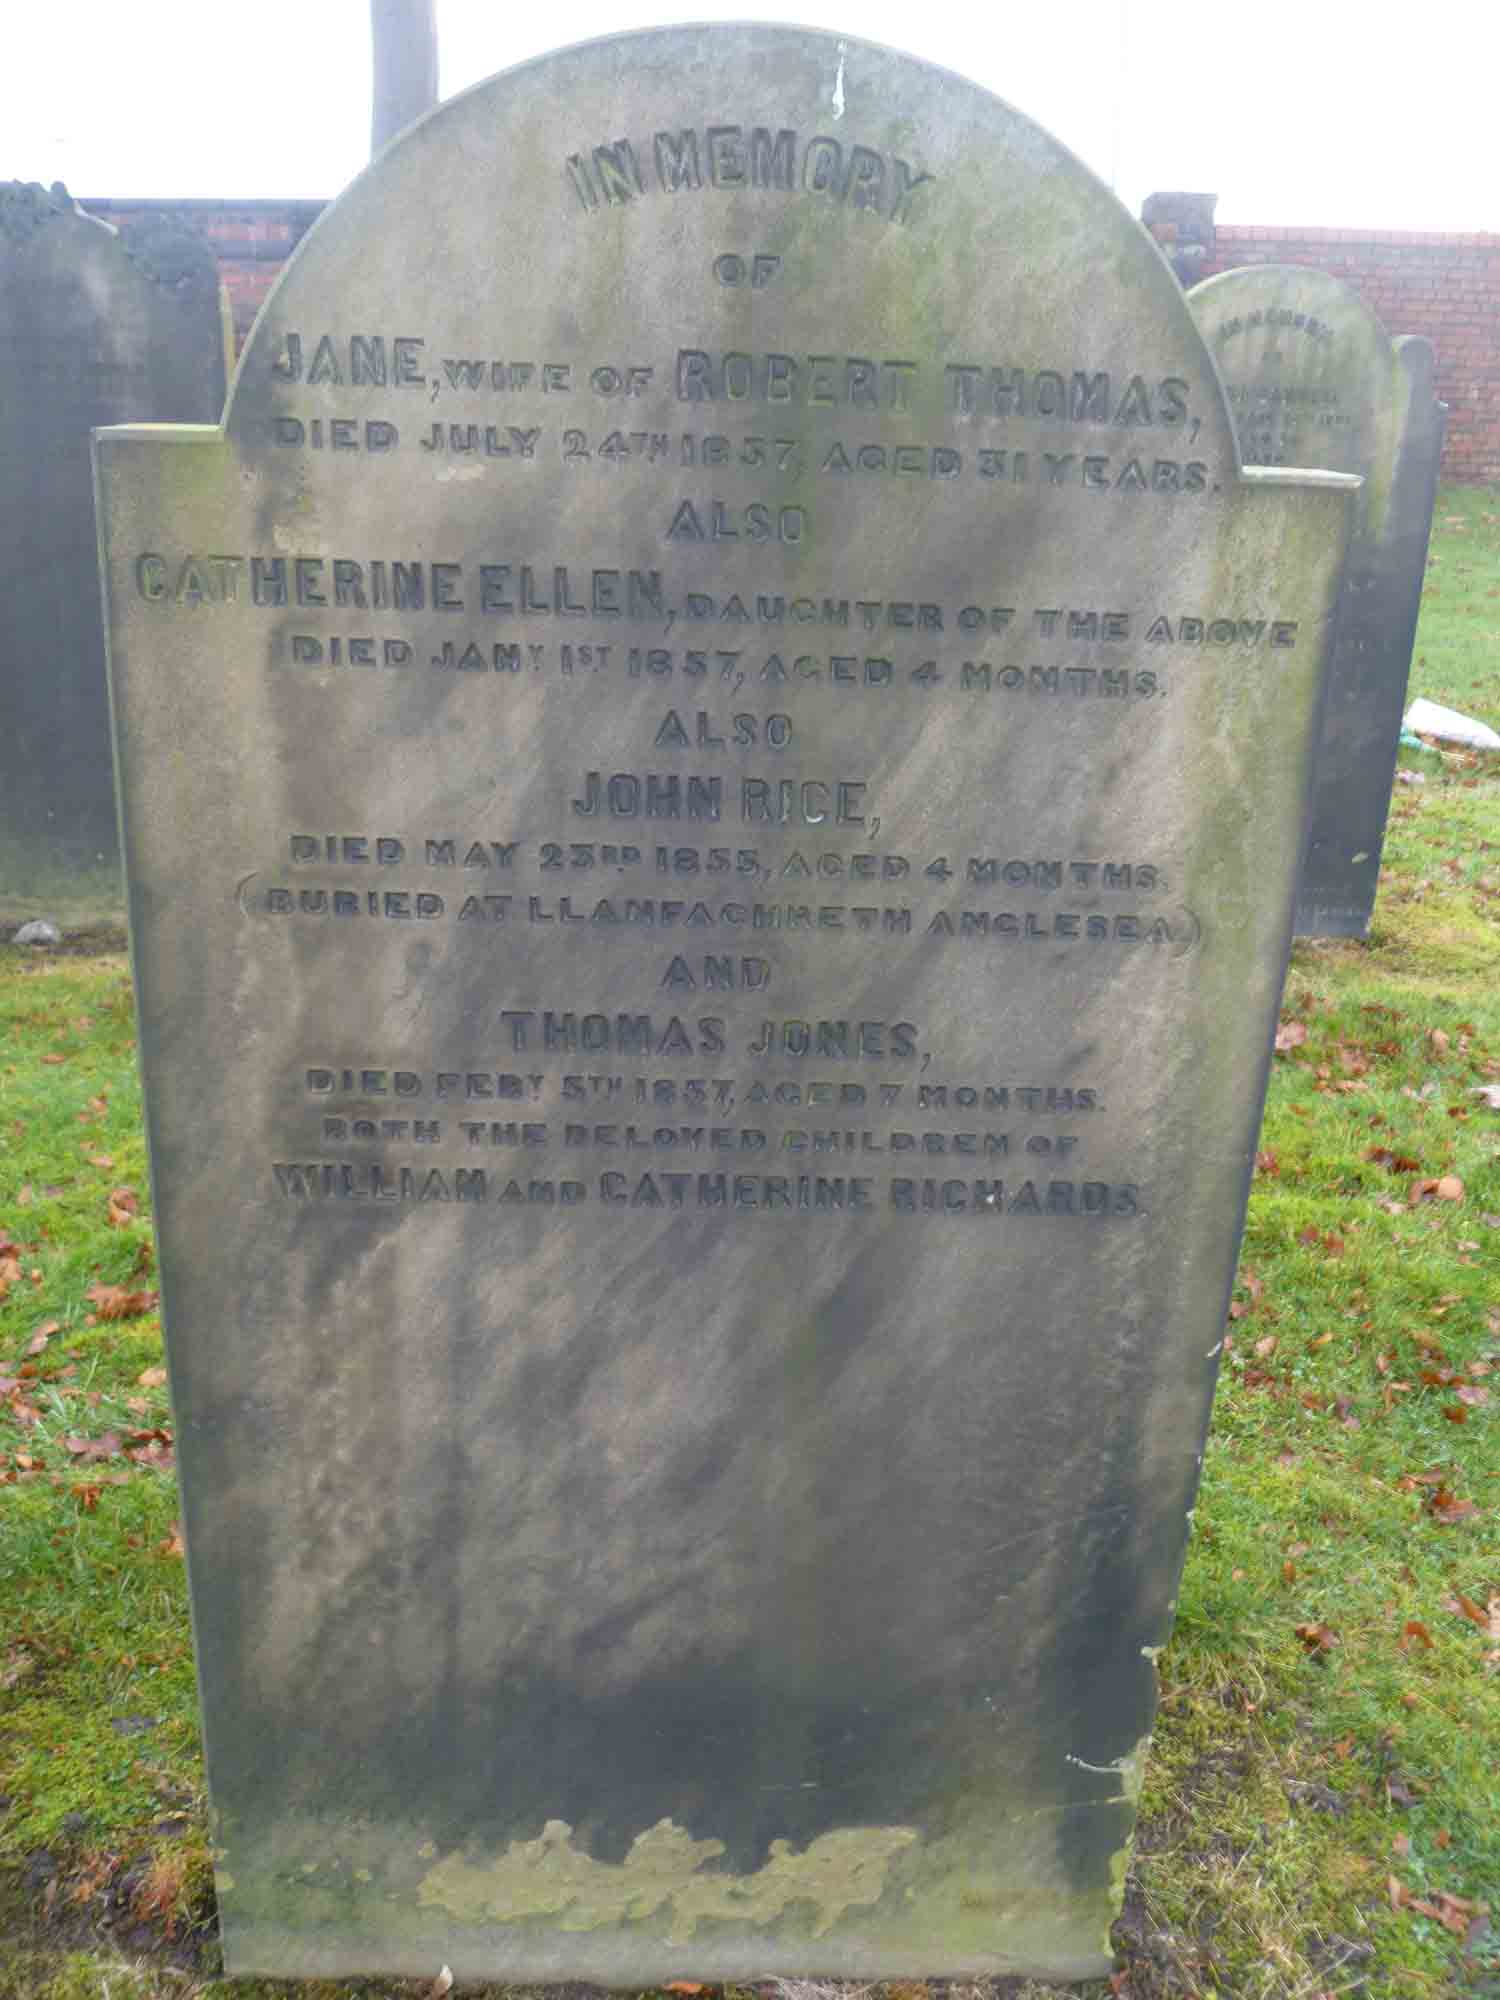 IN MEMORY
OF
JANE, WIFE OF ROBERT THOMAS,
DIED JULY 24TH 1857, AGED 31 YEARS.
ALSO
CATHERINE ELLEN, DAUGHTER OF THE ABOVE
DIED JANY 1ST 1857, AGED 4 MONTHS.
ALSO
JOHN RICE,
DIED MAY 23RD 1855, AGED 4 MONTHS.
(BURIED AT LLANFACHRETH ANGLESEA)
AND
THOMAS JONES,
DIED FEBY 5TH 1857, AGED 7 MONTHS.
BOTH THE BELOVED CHILDREN OF
WILLIAM AND CATHERINE RICHARDS.
IN MEMORY